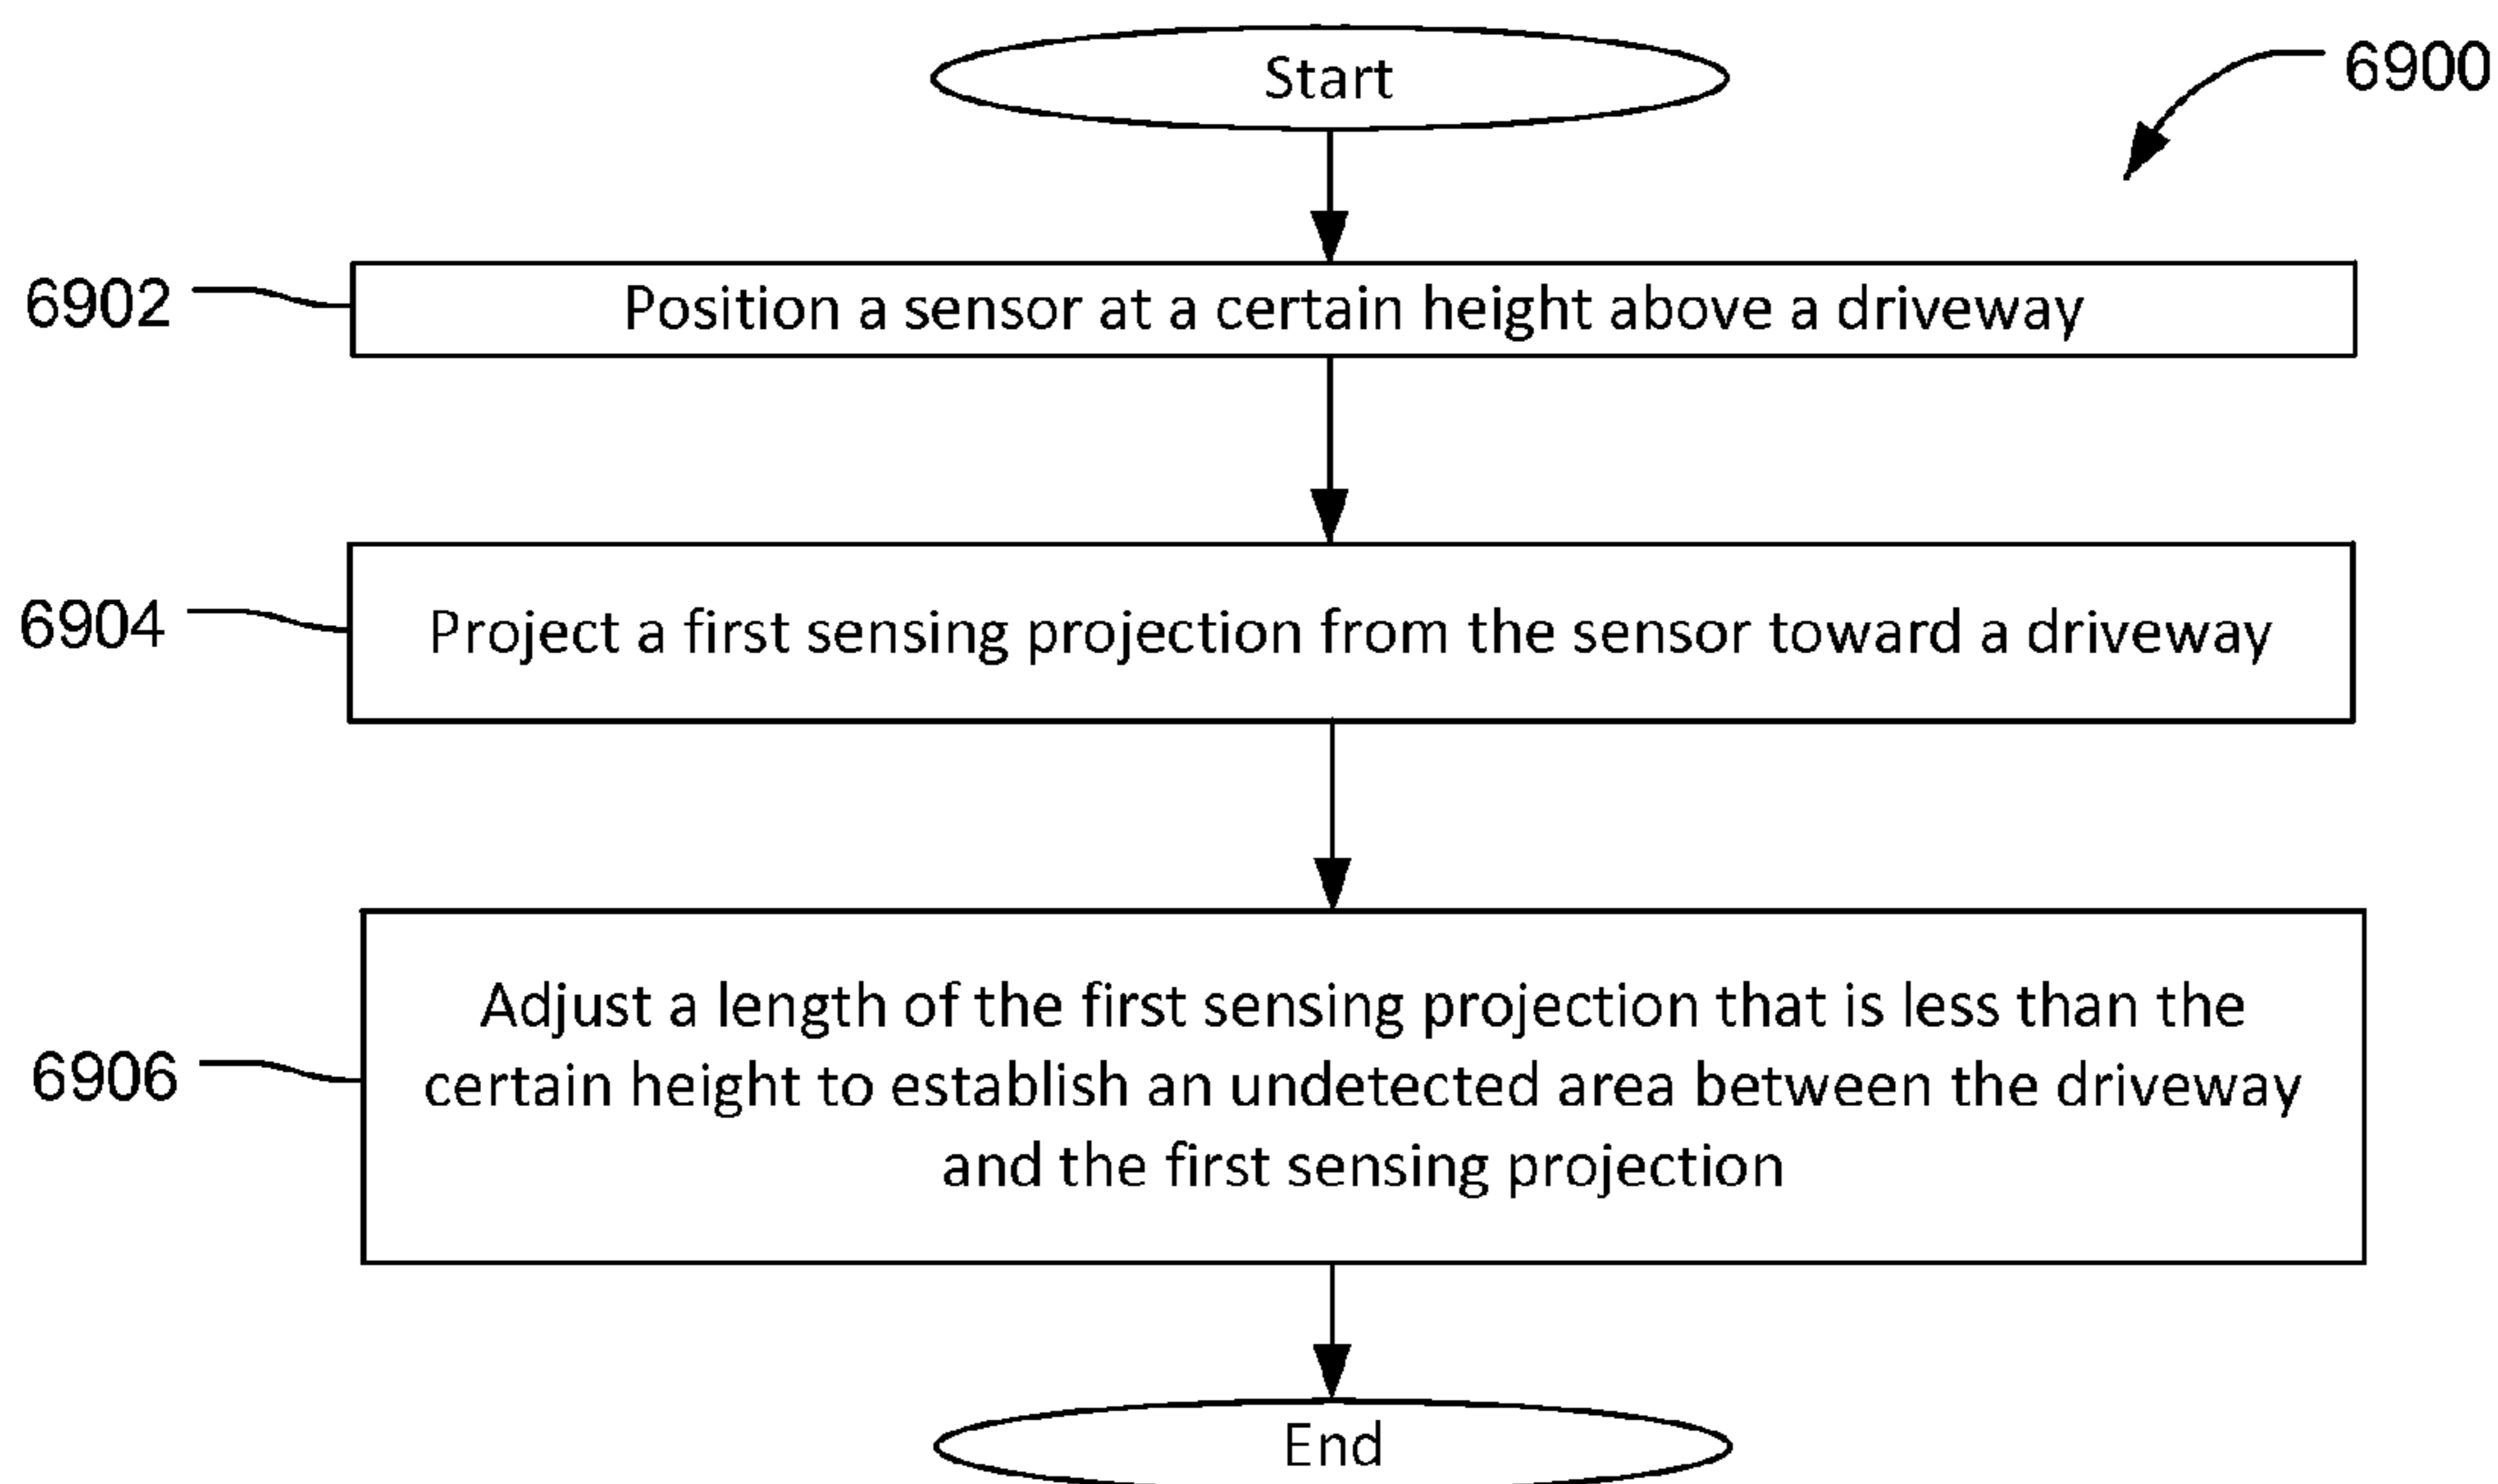 Start
6900
6902
Position a sensor at a certain height above a driveway
6904
Project a first sensing projection from the sensor toward a driveway
Adjust a length of the first sensing projection that is less than the
6906
certain height to establish an undetected area between the driveway
and the first sensing projection
End